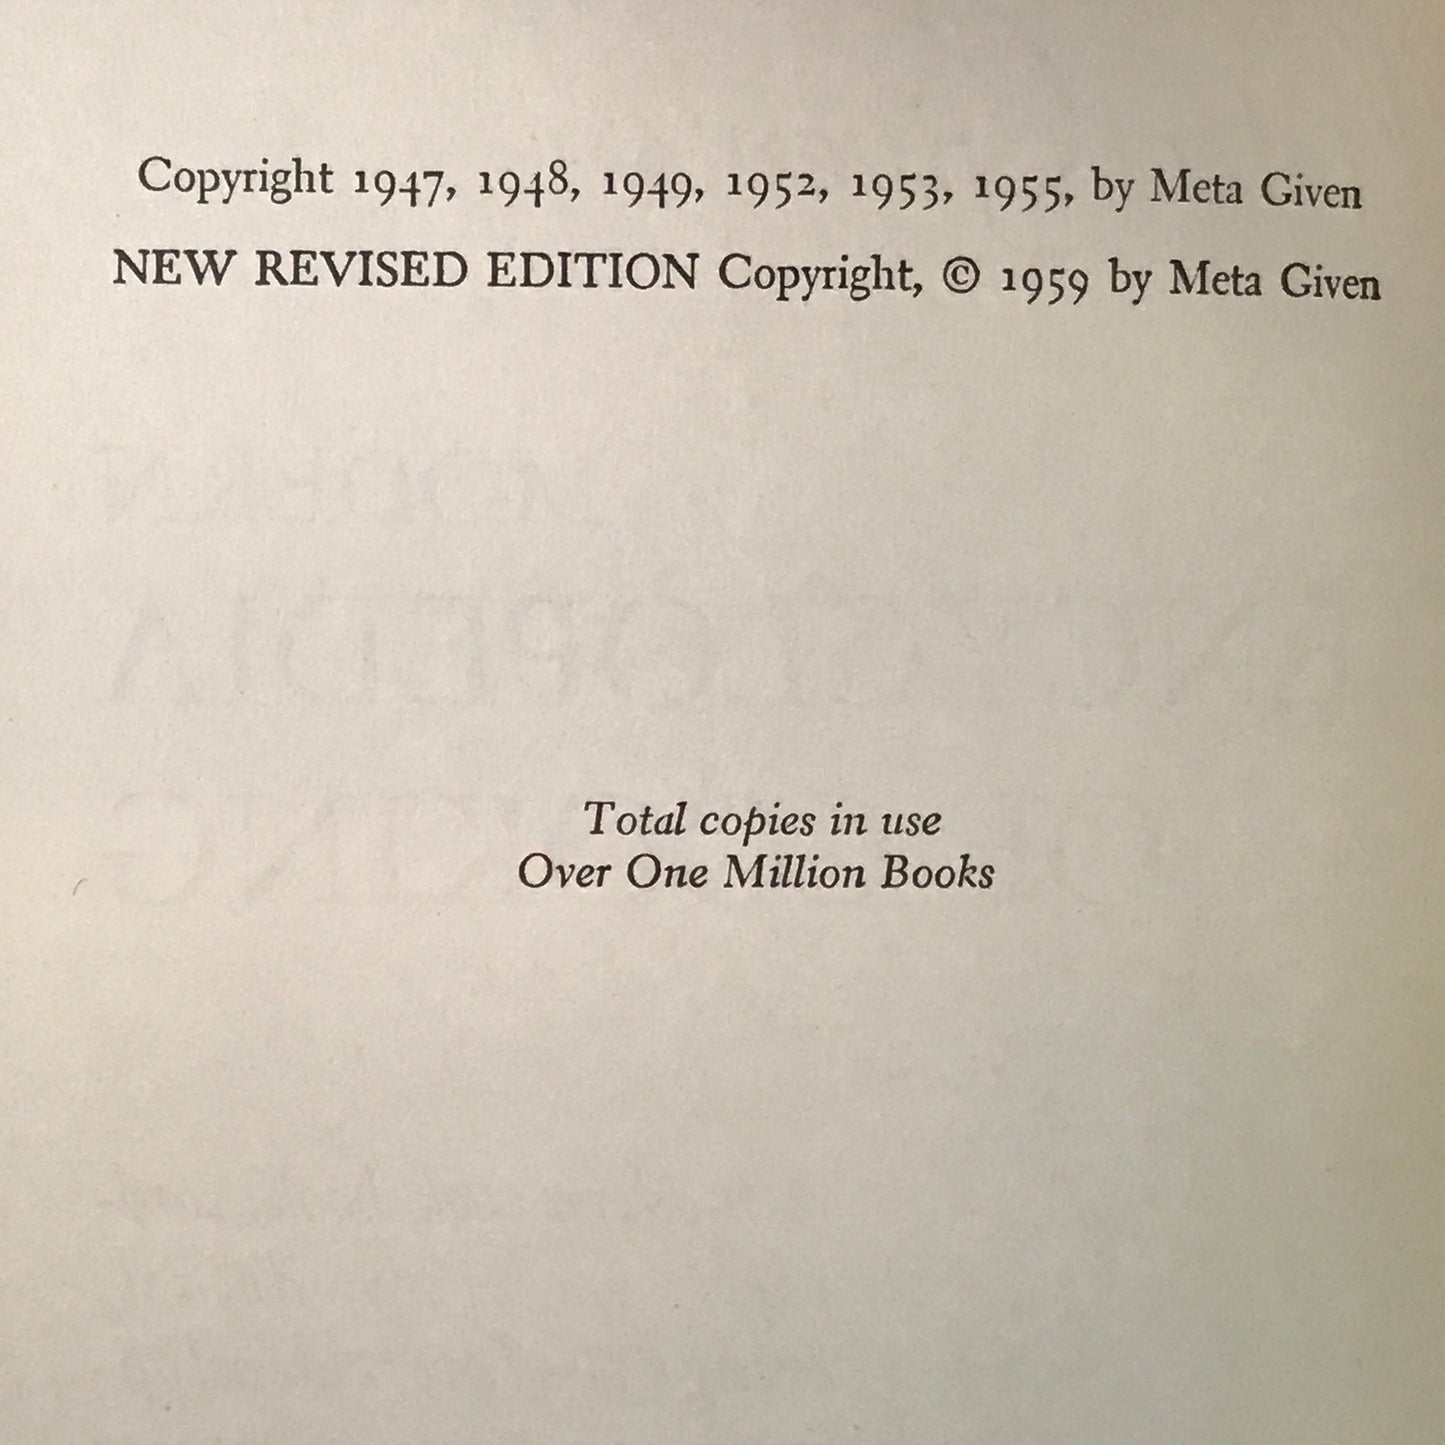 Copyright 1947, 1948, 1949, 1952, 1953, 1955, by Meta Given
NEW REVISED EDITION Copyright, © 1959 by Meta Given
Total copies in use
Over One Million Books